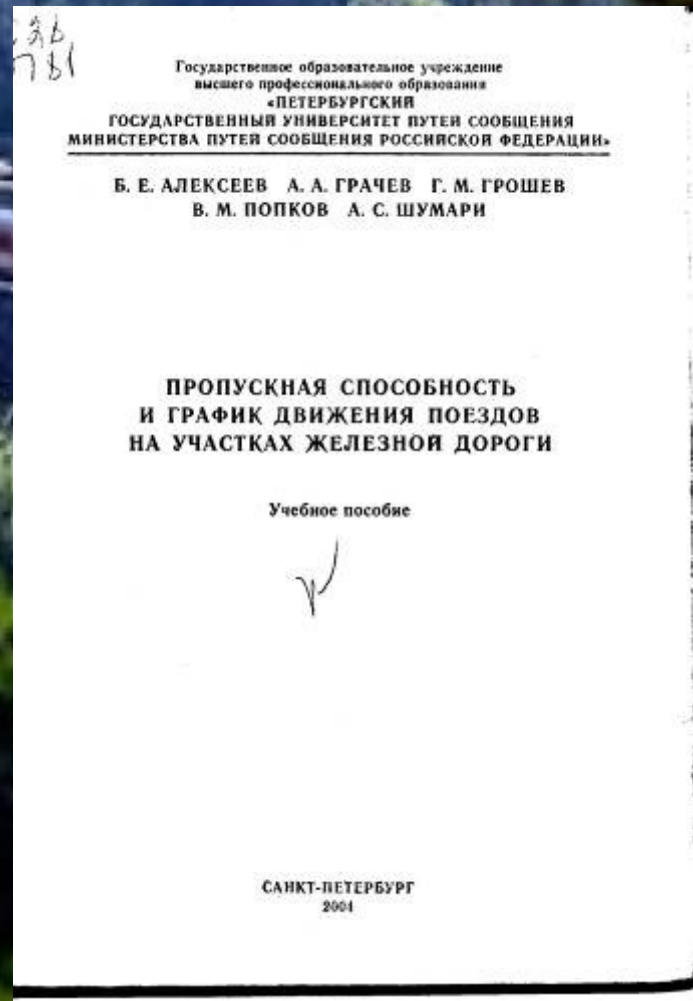 Государственное образовательное учреждение
высшего профессионального образования
«ПЕТЕРБУРГСКИЙ
ГОСУДАРСТВЕННЫЙ УНИВЕРСИТЕТ ПУТЕЙ СООБЩЕНИЯ
МИНИСТЕРСТВА ПУТЕЙ СООБЩЕНИЯ РОССИЙСКОЙ ФЕДЕРАЦИИ»
Б. Е. АЛЕКСЕЕВ А. А. ГРАЧЕВ Г. М. ГРОШЕВ
В. М. ПОПКОВ А. С. ШУМАРИ
ПРОПУСКНАЯ СПОСОБНОСТЬ
И ГРАФИК ДВИЖЕНИЯ ПОЕЗДОВ
НА УЧАСТКАХ ЖЕЛЕЗНОЙ ДОРОГИ
Учебное пособие
САНКТ-ПЕТЕРБУРГ
2004